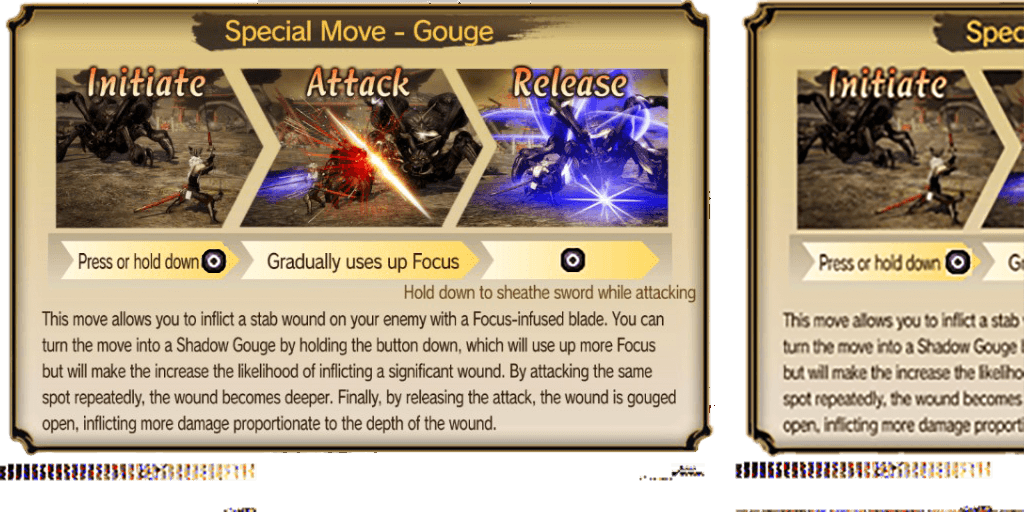 Special Move - Gouge
Initiate
Attack
Release
Press or hold down
Gradually uses up Focus
Hold down to sheathe sword while attacking
This move allows you to inflict a stab wound on your enemy with a Focus-infused blade. You can
turn the move into a Shadow Gouge by holding the button down, which will use up more Focus
but will make the increase the likelihood of inflicting a significant wound. By attacking the same
spot repeatedly, the wound becomes deeper. Finally, by releasing the attack, the wound is gouged
open, inflicting more damage proportionate to the depth of the wound.
Spec
Initiate
Press or hold down
Gr
This move allows you to inflict a stab
turn the move into a Shadow Gouge
but will make the increase the likeliho
spot repeatedly, the wound becomes
open, inflicting more damage proporti